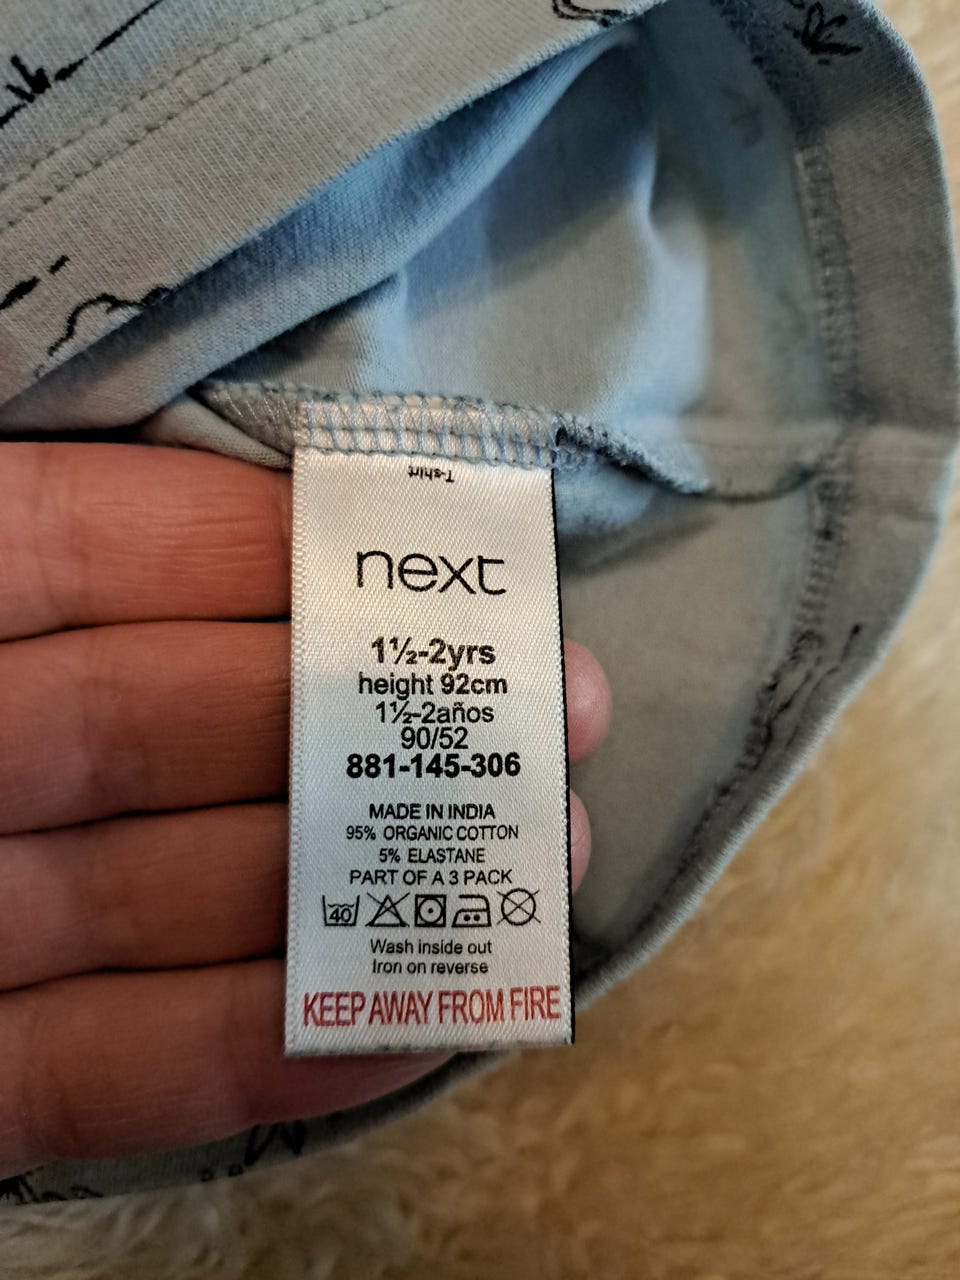 T-shirt
next
1½-2yrs
height 92cm
1½-2años
90/52
881-145-306
MADE IN INDIA
95% ORGANIC COTTON
5% ELASTANE
PART OF A 3 PACK
40
Wash inside out
Iron on reverse
KEEP AWAY FROM FIRE